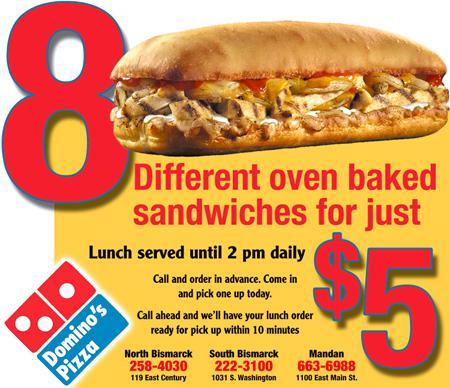 8
Different oven baked
sandwiches for just
$5
Lunch served until 2 pm daily
Call and order in advance. Come in
and pick one up today.
Call ahead and we'll have your lunch order
ready for pick up within 10 minutes
Domino's
Pizza
North Bismarck
258-4030
119 East Century
South Bismarck
222-3100
1031 S. Washington
Mandan
663-6988
1100 East Main St.